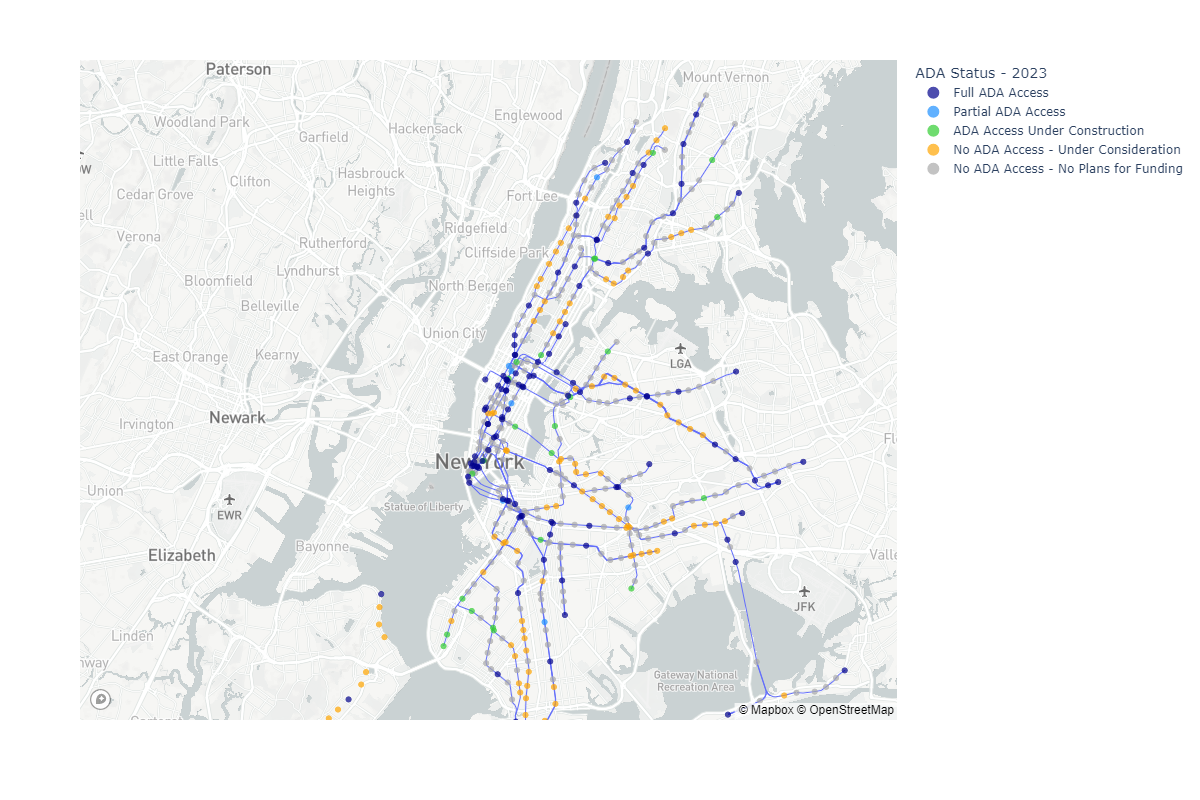 Paterson
Mount Vernon
ADA Status - 2023
Full ADA Access
Partial ADA Access
ADA Access Under Construction
No ADA Access - Under Consideration
No ADA Access - No Plans for Funding
Woodland Park
Englewood
Hackensack
Garfield
Little Falls
Hasbrouck
Heights
Clifton
Cedar Grove
Fort Lee
Ridgefield
Verona
Rutherford
Cliffside Park
Lyndhurst
Bloomfield
North Bergen
Belleville
Union City
East Orange
Kearny
LGA
Newark
Irvington
New York
Union
EWR
Statue of Liberty
Bayonne
Elizabeth
JFK
Linden
Gateway National
Recreation Area
© Mapbox © OpenStreetMap